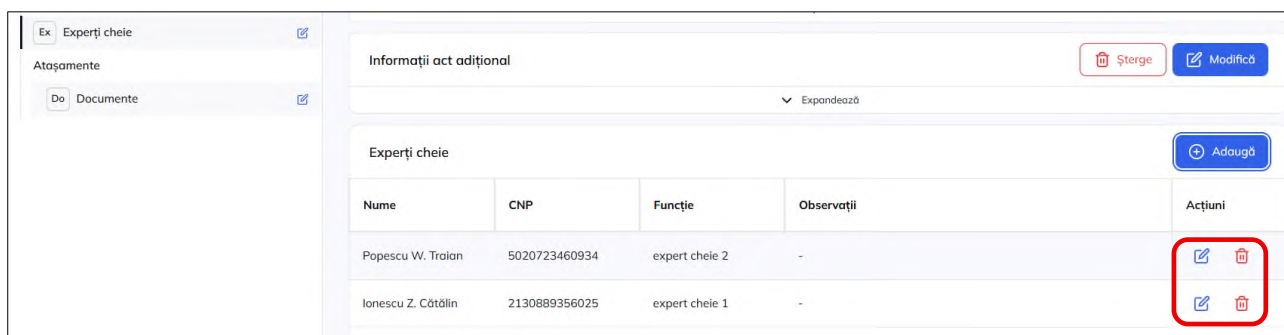 Ex Experți cheie
Atașamente
Do Documente
Informații act adițional
Șterge
Modifică
Expandează
Experți cheie
Adaugă
Nume CNP Funcție Observații Acțiuni
Popescu W. Traian 5020723460934 expert cheie 2 -
Ionescu Z. Cătălin 2130889356025 expert cheie 1 -